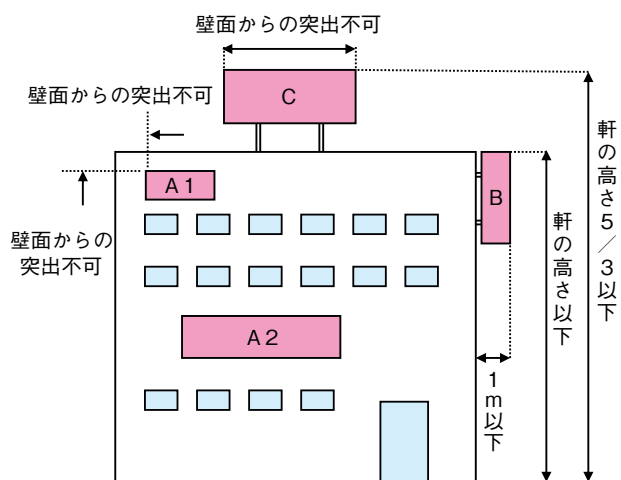 壁面からの突出不可
C
壁面からの突出不可
A1
壁面からの
突出不可
B
A2
1m以下
軒の高さ以下
軒の高さ5/3以下